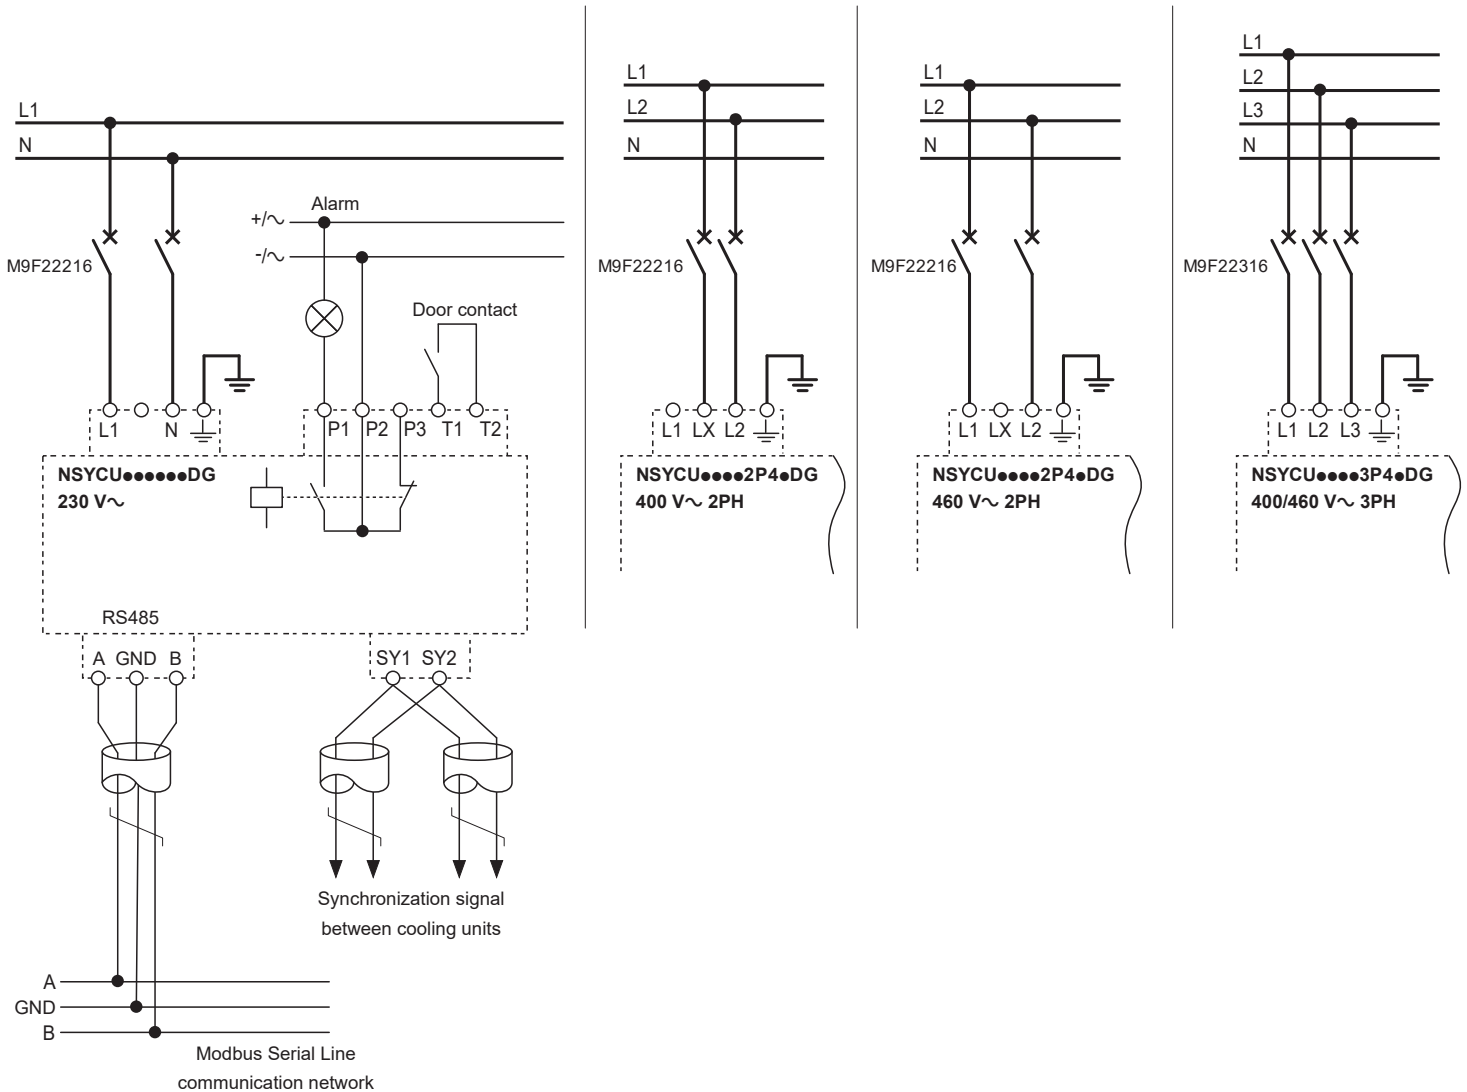 L1
N
+/~
Alarm
-/~
M9F22216
Door contact
L1 N
P1 P2 P3 T1 T2
NSYCU●●●●●●DG
230 V~
RS485
A GND B
SY1 SY2
Synchronization signal
between cooling units
A
GND
B
Modbus Serial Line
communication network
L1
L2
N
M9F22216
L1 LX L2
NSYCU●●●●2P4●DG
400 V~ 2PH
L1
L2
N
M9F22216
L1 LX L2
NSYCU●●●●2P4●DG
460 V~ 2PH
L1
L2
L3
N
M9F22316
L1 L2 L3
NSYCU●●●●3P4●DG
400/460 V~ 3PH